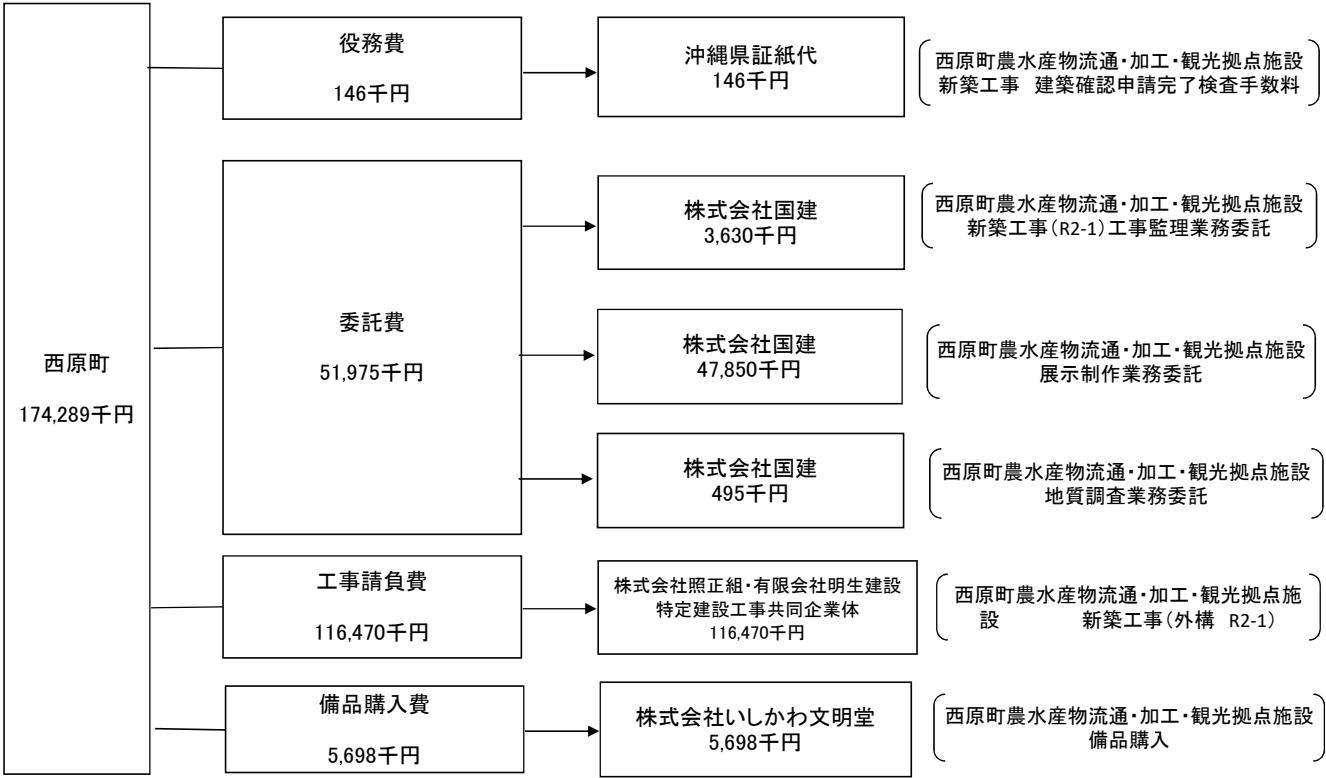 西原町
174,289千円
役務費
146千円
沖縄県証紙代
146千円
西原町農水産物流通・加工・観光拠点施設
新築工事　建築確認申請完了検査手数料
委託費
51,975千円
株式会社国建
3,630千円
西原町農水産物流通・加工・観光拠点施設
新築工事(R2-1)工事監理業務委託
株式会社国建
47,850千円
西原町農水産物流通・加工・観光拠点施設
展示制作業務委託
株式会社国建
495千円
西原町農水産物流通・加工・観光拠点施設
地質調査業務委託
工事請負費
116,470千円
株式会社照正組・有限会社明生建設
特定建設工事共同企業体
116,470千円
西原町農水産物流通・加工・観光拠点施
設　　　　新築工事(外構　R2-1)
備品購入費
5,698千円
株式会社いしかわ文明堂
5,698千円
西原町農水産物流通・加工・観光拠点施設
備品購入